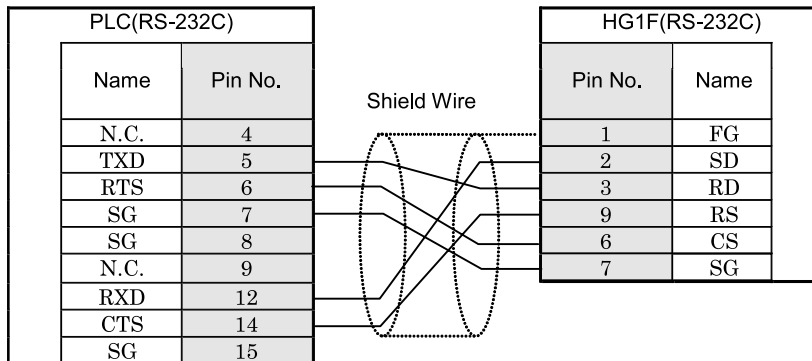 PLC(RS-232C) HG1F(RS-232C)
Name Pin No. Pin No. Name
Shield Wire
N.C. 4 1 FG
TXD 5 2 SD
RTS 6 3 RD
SG 7 9 RS
SG 8 6 CS
N.C. 9 7 SG
RXD 12
CTS 14
SG 15